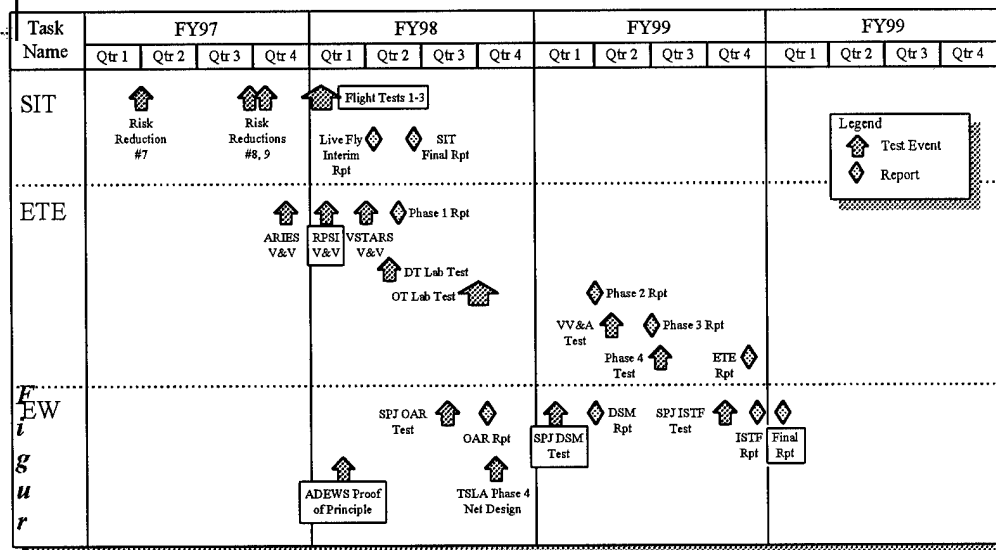 Task Name FY97 FY98 FY99 FY99
Qtr 1 Qtr 2 Qtr 3 Qtr 4 Qtr 1 Qtr 2 Qtr 3 Qtr 4 Qtr 1 Qtr 2 Qtr 3 Qtr 4 Qtr 1 Qtr 2 Qtr 3 Qtr 4
SIT
Flight Tests 1-3
Risk
Reduction
#7
Risk
Reductions
#8, 9
Live Fly
Interim
Rpt
SIT
Final Rpt
Legend
Test Event
Report
ETE
ARIES
V&V
RPSI
V&V
VSTARS
V&V
Phase 1 Rpt
DT Lab Test
OT Lab Test
Phase 2 Rpt
VV&A
Test
Phase 3 Rpt
Phase 4
Test
ETE
Rpt
EW
SPJ OAR
Test
OAR Rpt
SPJ DSM
Test
DSM
Rpt
SPJ ISTF
Test
ISTF
Rpt
Final
Rpt
ADEWS Proof
of Principle
TSLA Phase 4
Net Design
F
i
g
u
r